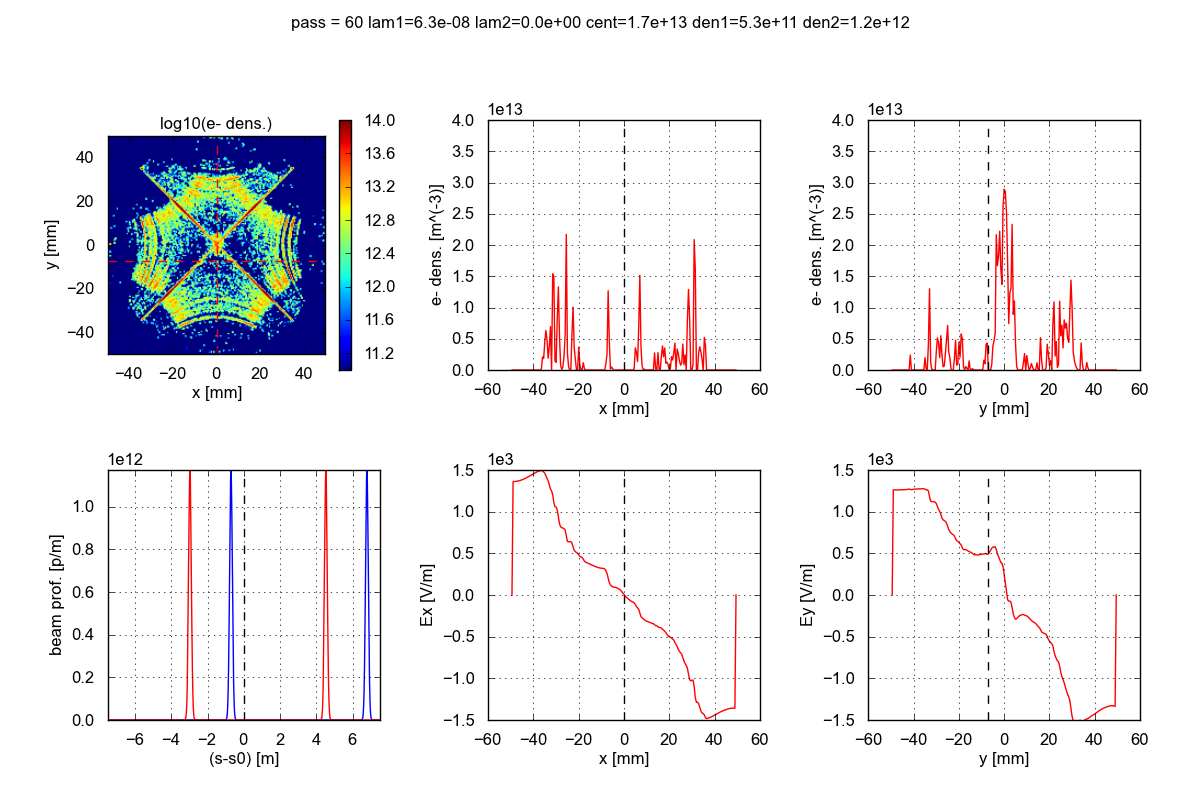 pass = 60 lam1=6.3e-08 lam2=0.0e+00 cent=1.7e+13 den1=5.3e+11 den2=1.2e+12
log10(e- dens.)
40
20
0
−20
−40
y [mm]
−40 −20 0 20 40
x [mm]
14.0
13.6
13.2
12.8
12.4
12.0
11.6
11.2
1e13
4.0
3.5
3.0
2.5
2.0
1.5
1.0
0.5
0.0
e- dens. [m^(-3)]
−60 −40 −20 0 20 40 60
x [mm]
1e13
4.0
3.5
3.0
2.5
2.0
1.5
1.0
0.5
0.0
e- dens. [m^(-3)]
−60 −40 −20 0 20 40 60
y [mm]
1e12
1.0
0.8
0.6
0.4
0.2
0.0
beam prof. [p/m]
−6 −4 −2 0 2 4 6
(s-s0) [m]
1e3
1.5
1.0
0.5
0.0
−0.5
−1.0
−1.5
Ex [V/m]
−60 −40 −20 0 20 40 60
x [mm]
1e3
1.5
1.0
0.5
0.0
−0.5
−1.0
−1.5
Ey [V/m]
−60 −40 −20 0 20 40 60
y [mm]